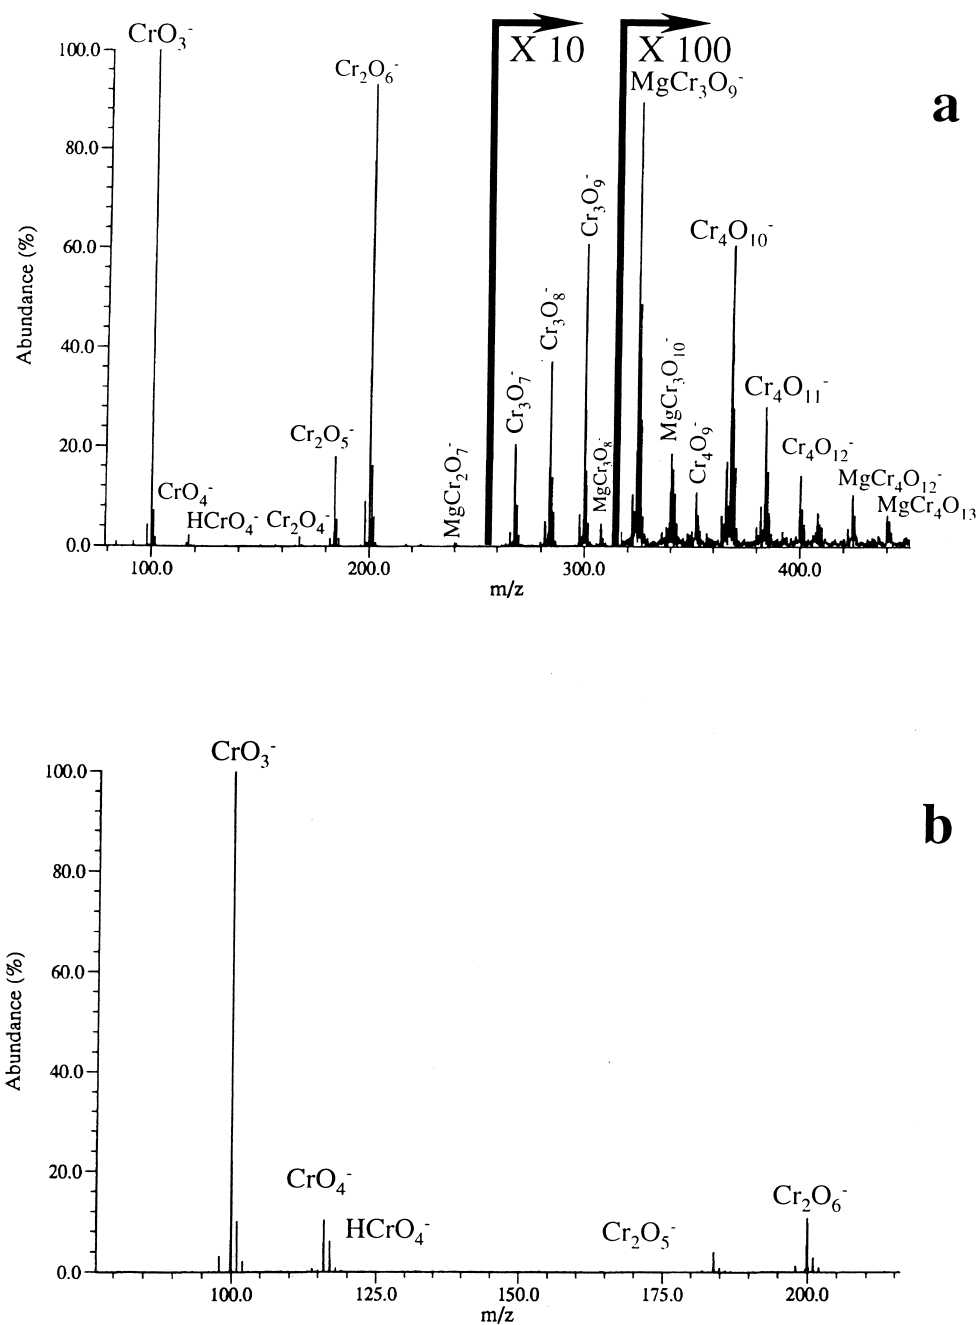 CrO₃⁻
X 10
X 100
a
100.0
Cr₂O₆⁻
MgCr₃O₉⁻
80.0
Cr₃O₉⁻
Cr₄O₁₀⁻
60.0
Abundance (%)
Cr₃O₈⁻
40.0
MgCr₃O₁₀⁻
Cr₃O₇⁻
Cr₄O₁₁⁻
Cr₂O₅⁻
20.0
MgCr₂O₇⁻
MgCr₃O₈⁻
Cr₄O₉⁻
Cr₄O₁₂⁻
CrO₄⁻
MgCr₄O₁₂⁻
HCrO₄⁻
Cr₂O₄⁻
MgCr₄O₁₃
0.0
100.0 200.0 300.0 400.0
m/z
CrO₃⁻
100.0
b
80.0
60.0
Abundance (%)
40.0
20.0
CrO₄⁻
Cr₂O₆⁻
HCrO₄⁻
Cr₂O₅⁻
0.0
100.0 125.0 150.0 175.0 200.0
m/z